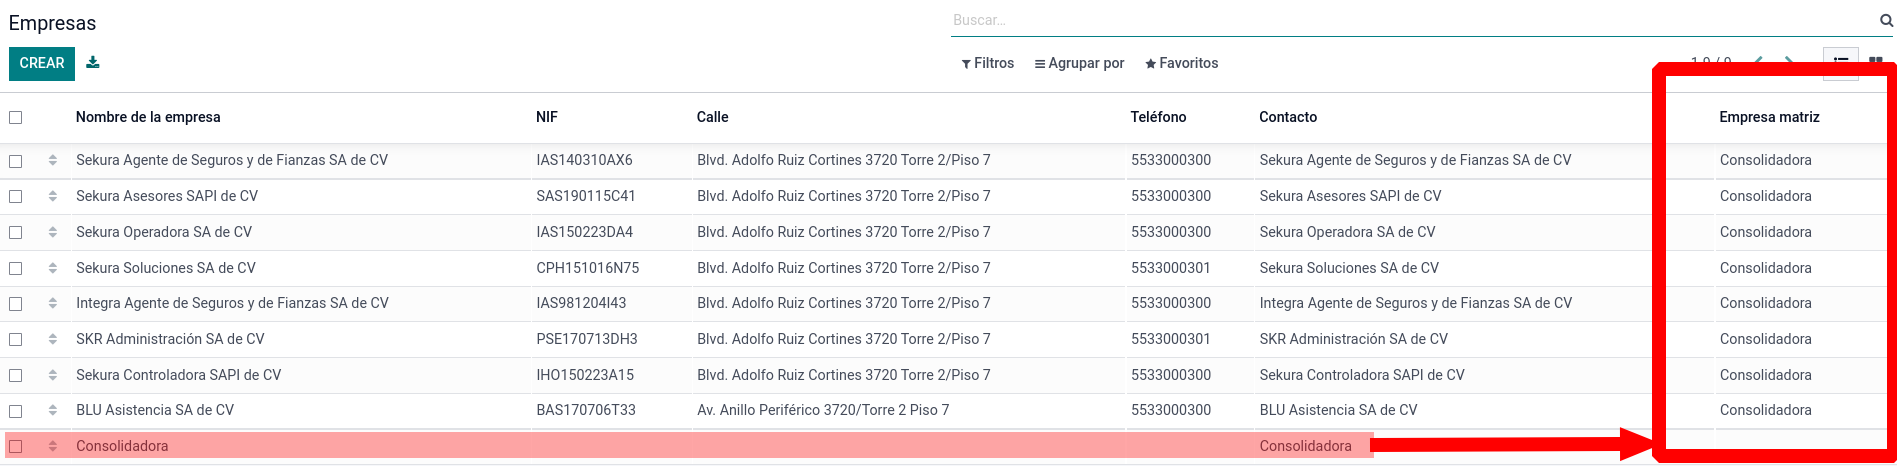 Empresas
Buscar...
CREAR
Filtros Agrupar por Favoritos
Nombre de la empresa NIF Calle Teléfono Contacto Empresa matriz
Sekura Agente de Seguros y de Fianzas SA de CV IAS140310AX6 Blvd. Adolfo Ruiz Cortines 3720 Torre 2/Piso 7 5533000300 Sekura Agente de Seguros y de Fianzas SA de CV Consolidadora
Sekura Asesores SAPI de CV SAS190115C41 Blvd. Adolfo Ruiz Cortines 3720 Torre 2/Piso 7 5533000300 Sekura Asesores SAPI de CV Consolidadora
Sekura Operadora SA de CV IAS150223DA4 Blvd. Adolfo Ruiz Cortines 3720 Torre 2/Piso 7 5533000300 Sekura Operadora SA de CV Consolidadora
Sekura Soluciones SA de CV CPH151016N75 Blvd. Adolfo Ruiz Cortines 3720 Torre 2/Piso 7 5533000301 Sekura Soluciones SA de CV Consolidadora
Integra Agente de Seguros y de Fianzas SA de CV IAS981204I43 Blvd. Adolfo Ruiz Cortines 3720 Torre 2/Piso 7 5533000300 Integra Agente de Seguros y de Fianzas SA de CV Consolidadora
SKR Administración SA de CV PSE170713DH3 Blvd. Adolfo Ruiz Cortines 3720 Torre 2/Piso 7 5533000301 SKR Administración SA de CV Consolidadora
Sekura Controladora SAPI de CV IHO150223A15 Blvd. Adolfo Ruiz Cortines 3720 Torre 2/Piso 7 5533000300 Sekura Controladora SAPI de CV Consolidadora
BLU Asistencia SA de CV BAS170706T33 Av. Anillo Periférico 3720/Torre 2 Piso 7 5533000300 BLU Asistencia SA de CV Consolidadora
Consolidadora Consolidadora